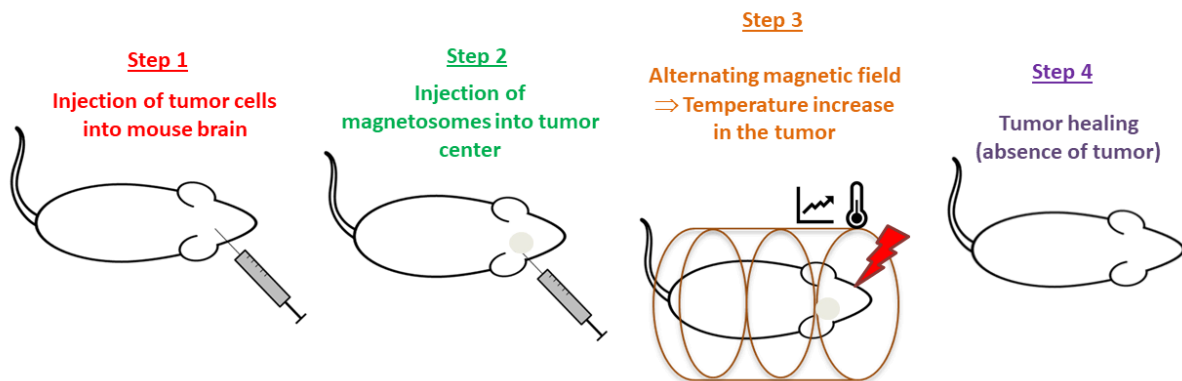 Step 1
Injection of tumor cells
into mouse brain
Step 2
Injection of
magnetosomes into tumor
center
Step 3
Alternating magnetic field
⇒ Temperature increase
in the tumor
Step 4
Tumor healing
(absence of tumor)